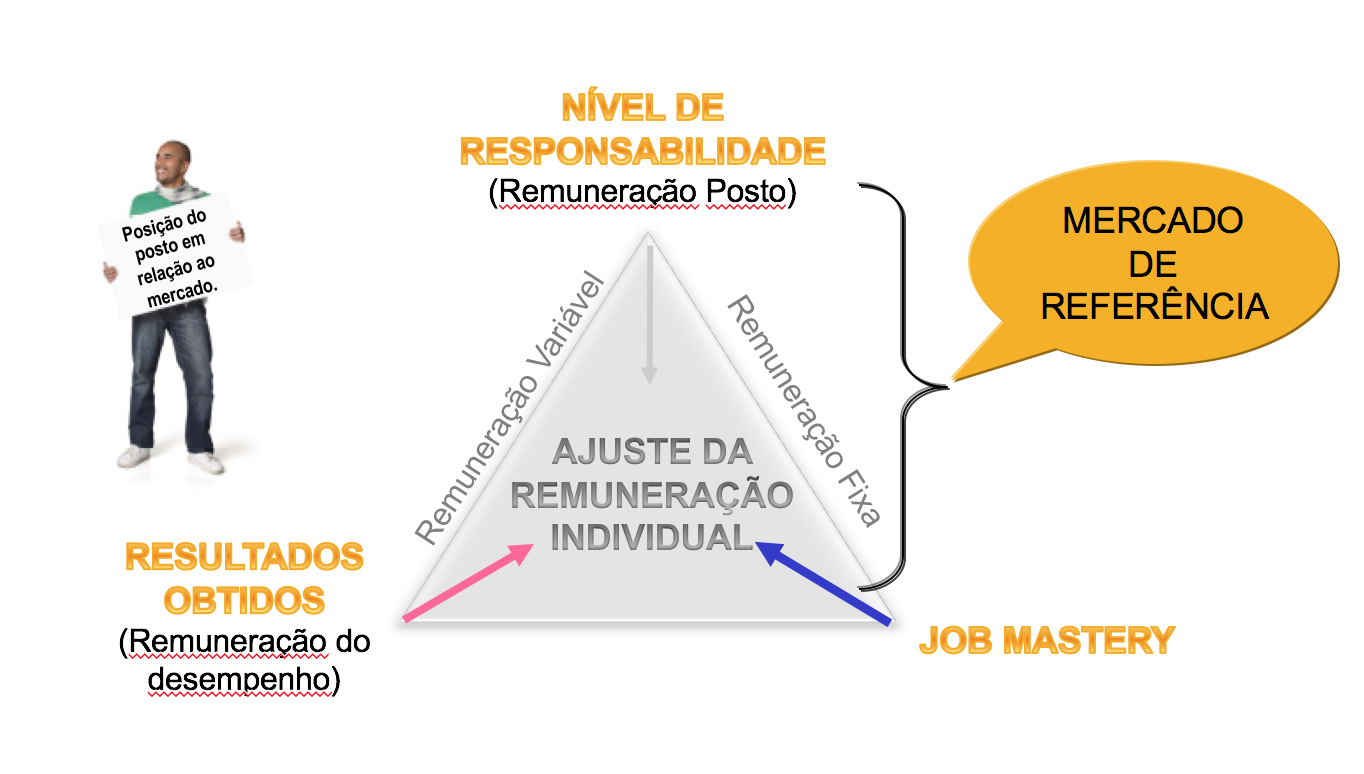 NÍVEL DE
RESPONSABILIDADE
(Remuneração Posto)
Posição do
posto em
relação ao
mercado.
MERCADO
DE
REFERÊNCIA
Remuneração Variável
Remuneração Fixa
AJUSTE DA
REMUNERAÇÃO
INDIVIDUAL
RESULTADOS
OBTIDOS
(Remuneração do
desempenho)
JOB MASTERY